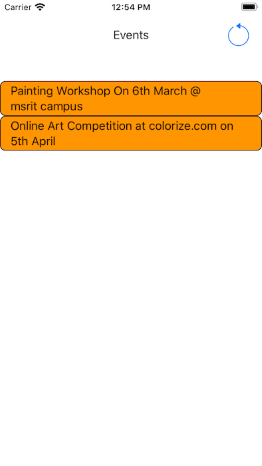 Carrier 12:54 PM
Events
Painting Workshop On 6th March @
msrit campus
Online Art Competition at colorize.com on
5th April